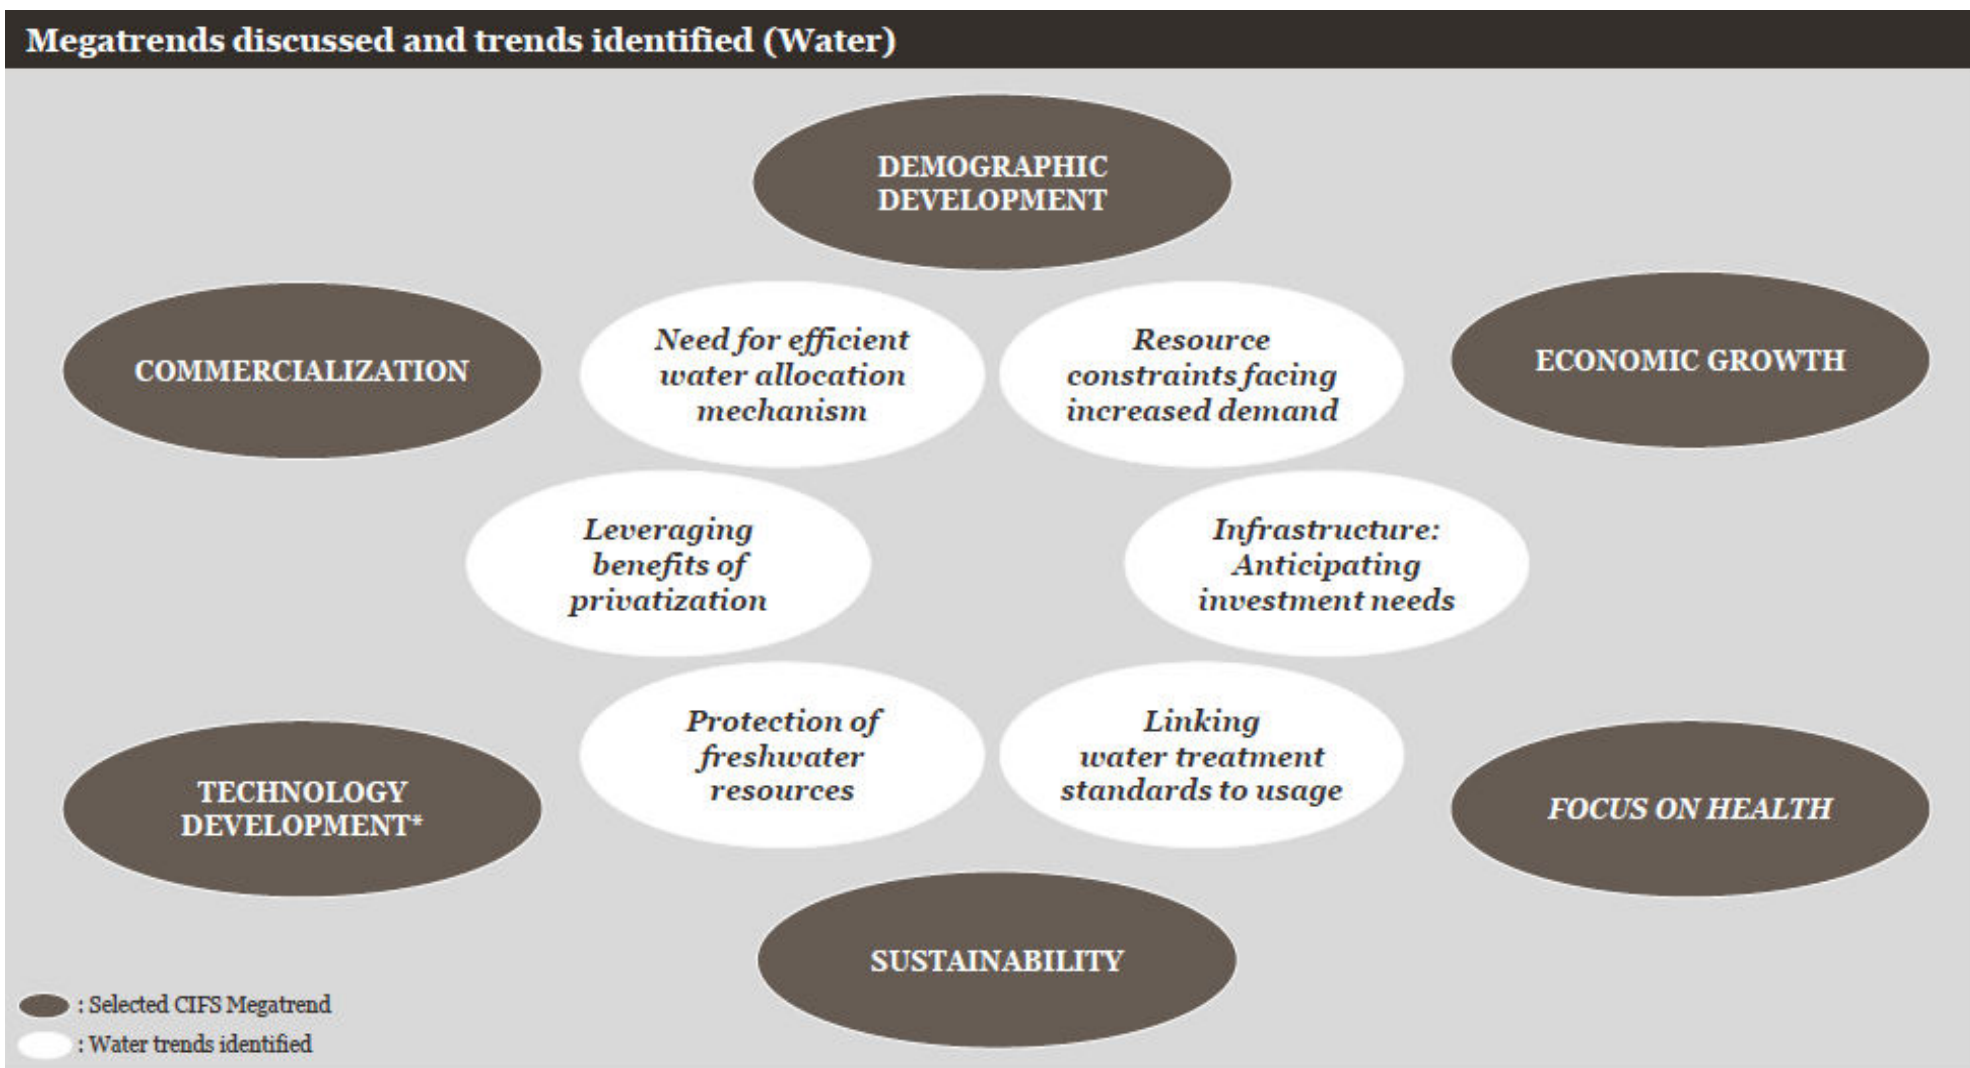 Megatrends discussed and trends identified (Water)
DEMOGRAPHIC
DEVELOPMENT
COMMERCIALIZATION
Need for efficient
water allocation
mechanism
Resource
constraints facing
increased demand
ECONOMIC GROWTH
Leveraging
benefits of
privatization
Infrastructure:
Anticipating
investment needs
TECHNOLOGY
DEVELOPMENT*
Protection of
freshwater
resources
Linking
water treatment
standards to usage
FOCUS ON HEALTH
SUSTAINABILITY
: Selected CIFS Megatrend
: Water trends identified